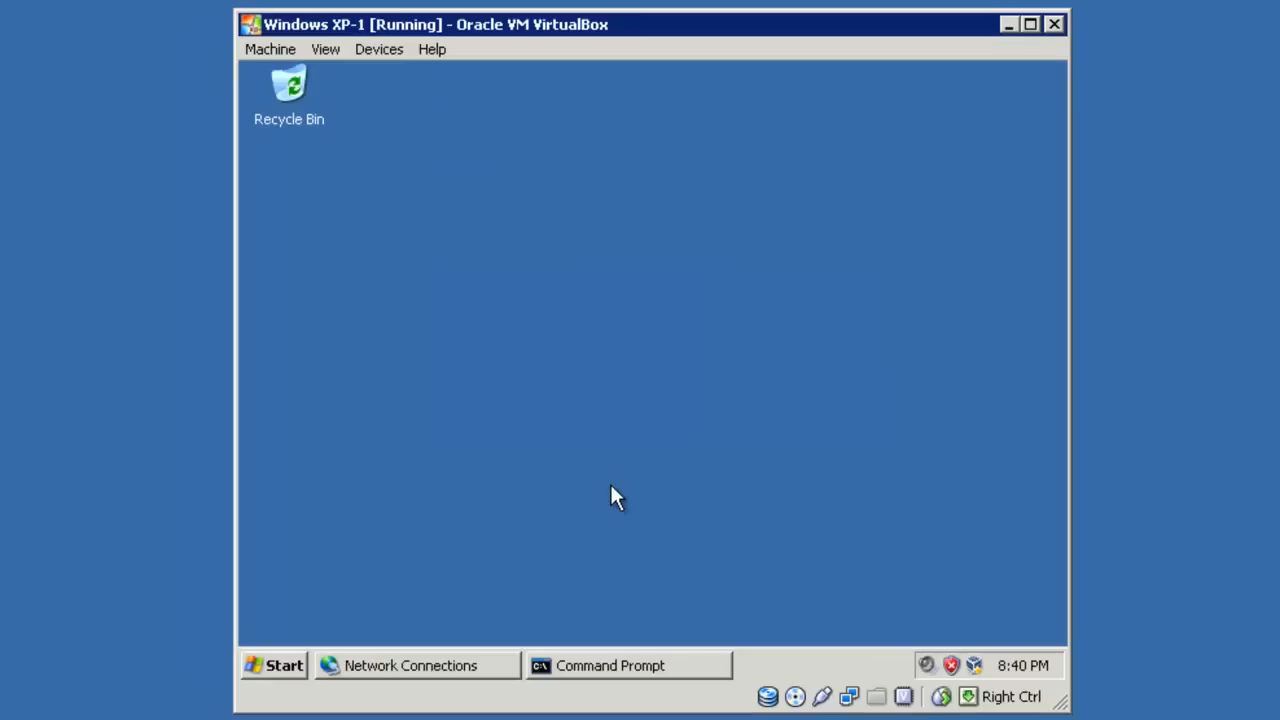 Windows XP-1 [Running] - Oracle VM VirtualBox
Machine View Devices Help
Recycle Bin
Start Network Connections C:\ Command Prompt 8:40 PM
Right Ctrl